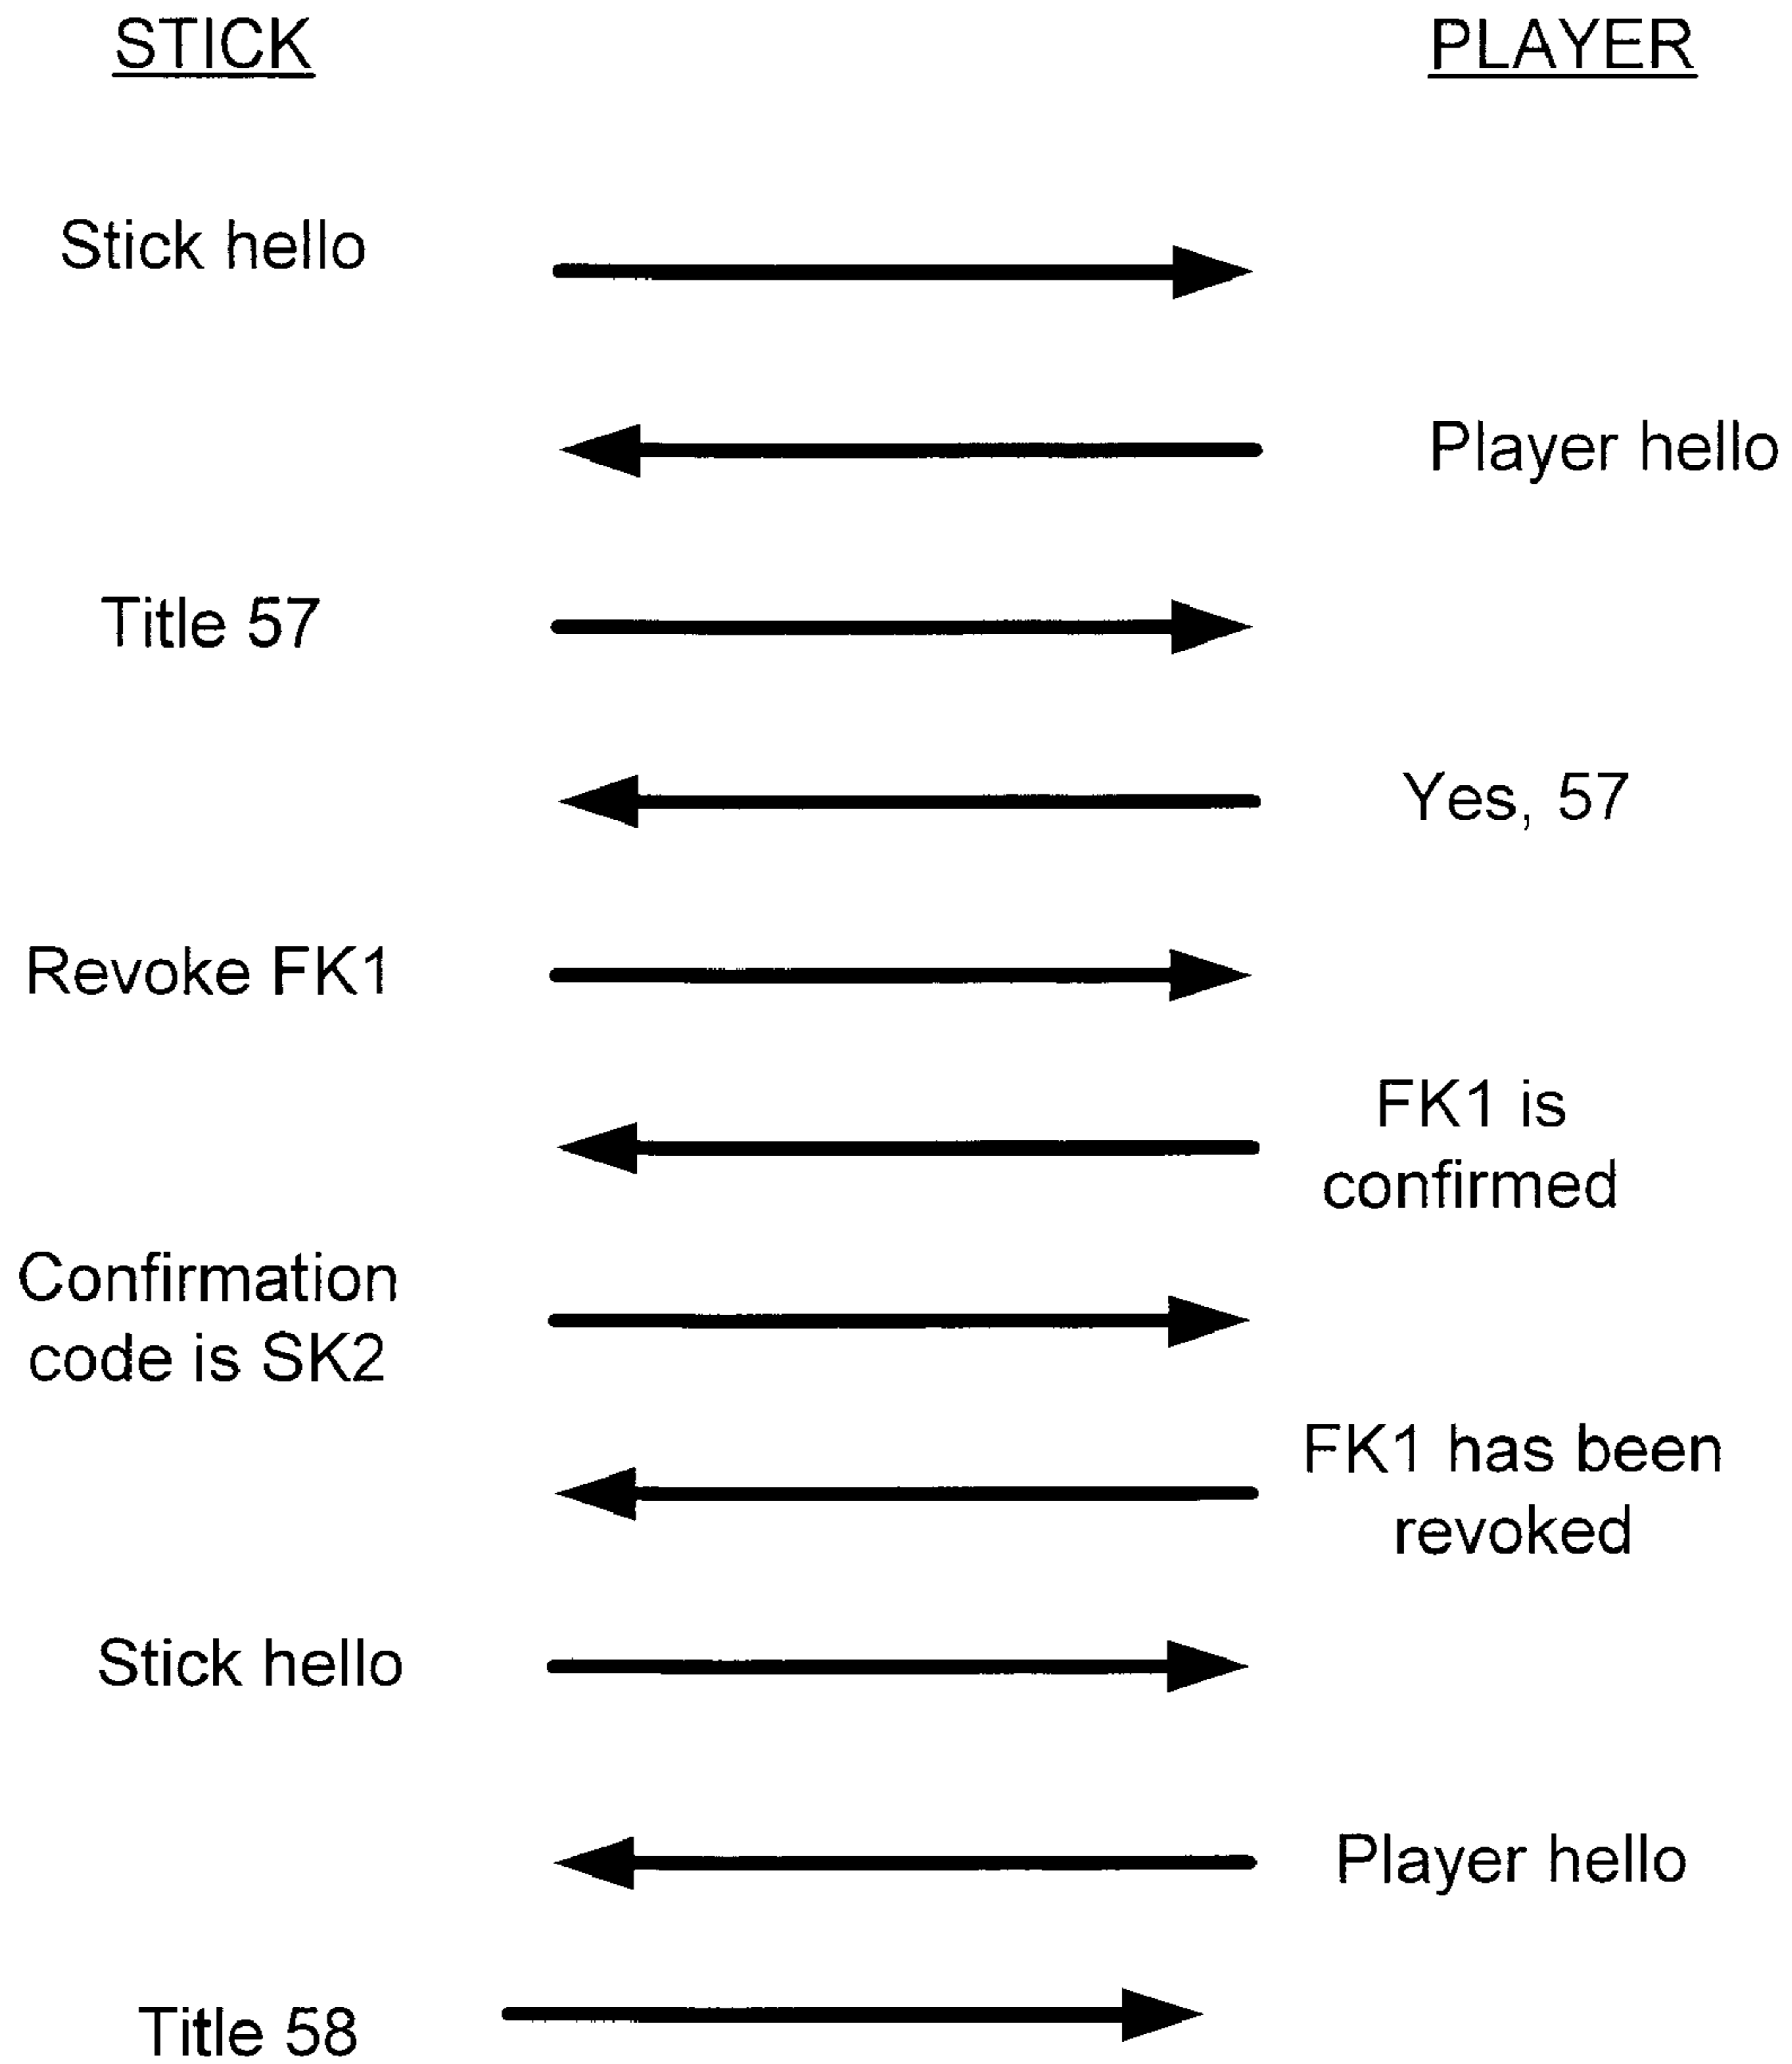 STICK
PLAYER
Stick hello
Player hello
Title 57
Yes, 57
Revoke FK1
FK1 is
confirmed
Confirmation
code is SK2
FK1 has been
revoked
Stick hello
Player hello
Title 58